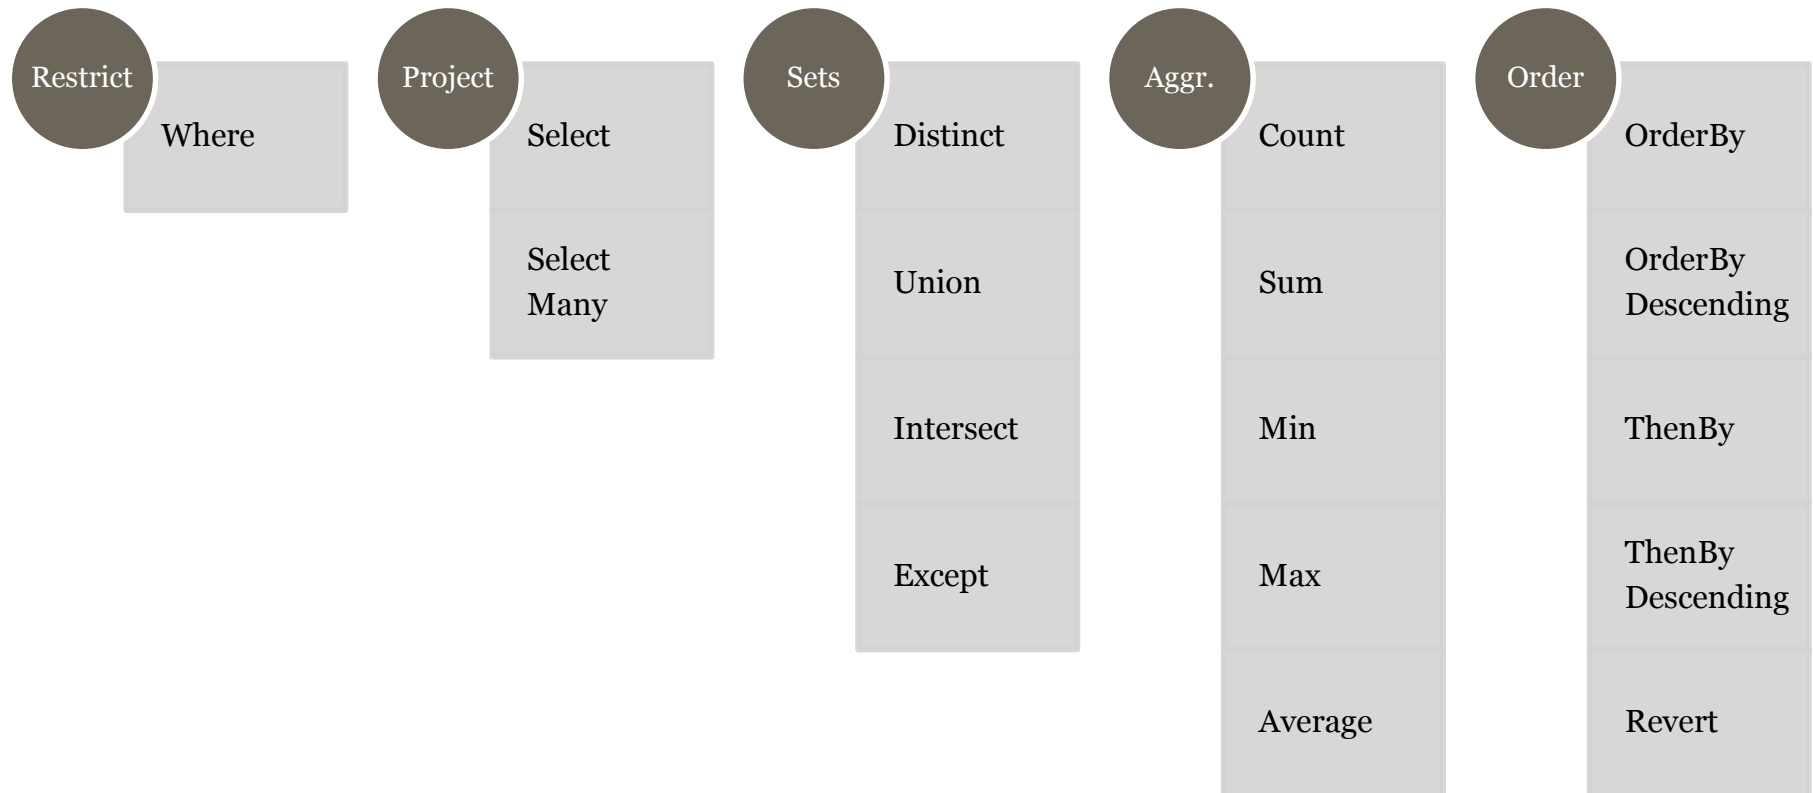 Restrict
Where
Project
Select
Select
Many
Sets
Distinct
Union
Intersect
Except
Aggr.
Count
Sum
Min
Max
Average
Order
OrderBy
OrderBy
Descending
ThenBy
ThenBy
Descending
Revert